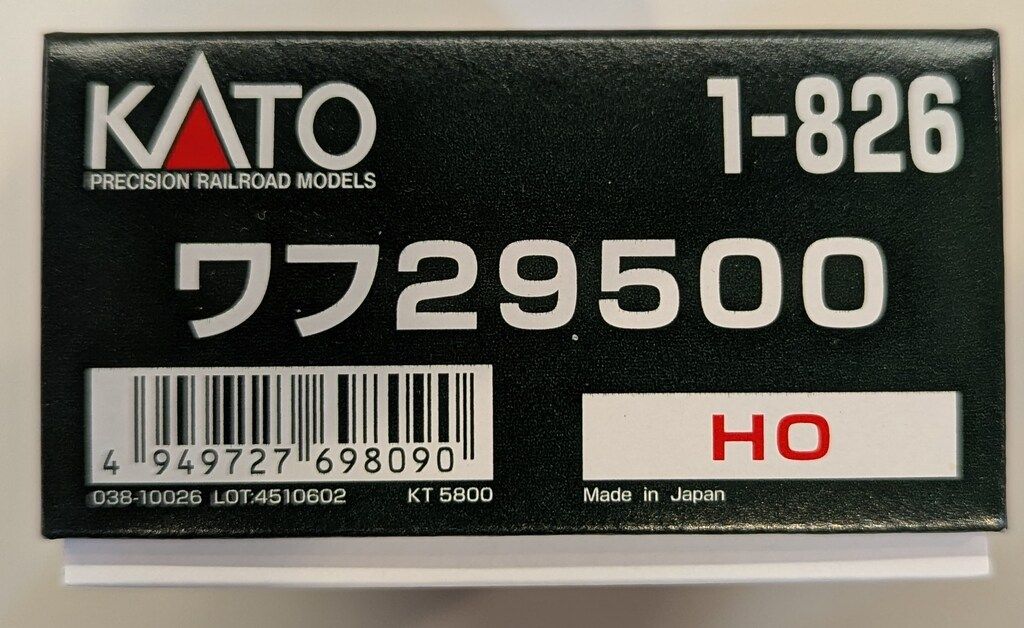 KATO
PRECISION RAILROAD MODELS
1-826
ワフ29500
4 949727 698090
038-10026 LOT:4510602 KT 5800
HO
Made in Japan